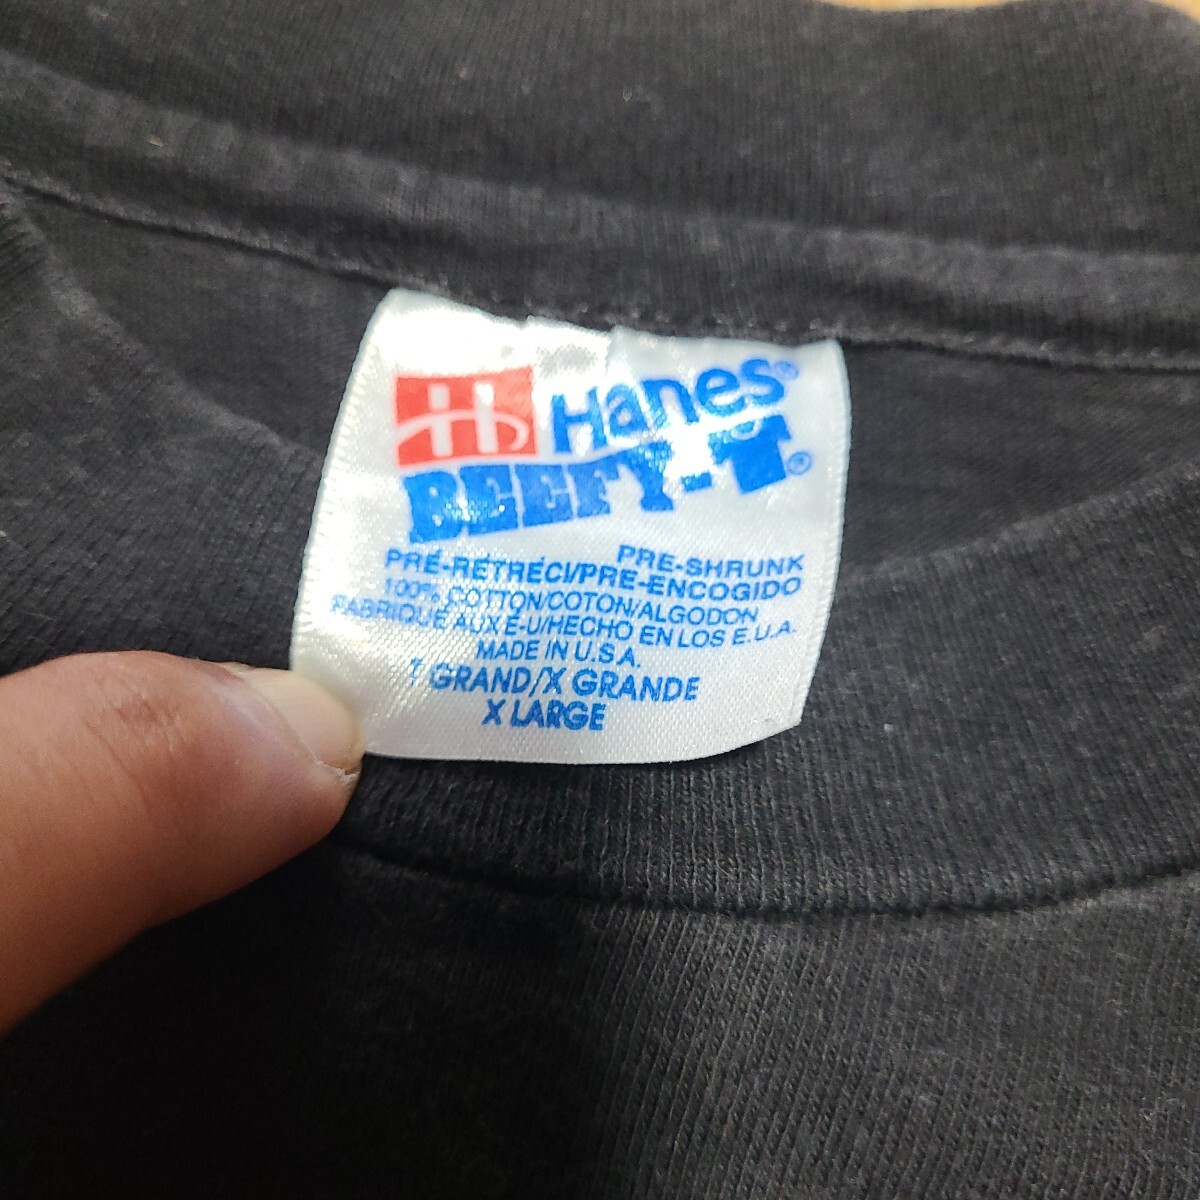 H Hanes®
BEEFY-T®
PRE-SHRUNK
PRÉ-RÉTRÉCI/PRE-ENCOGIDO
100% COTTON/COTON/ALGODON
FABRIQUE AUX E-U/HECHO EN LOS E.U.A.
MADE IN U.S.A.
T GRAND/X GRANDE
X LARGE